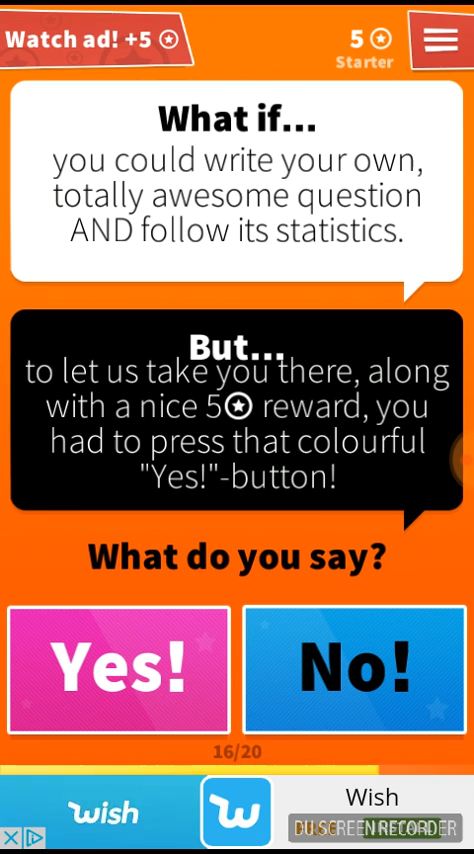 Watch ad! +5
5
Starter
What if...
you could write your own,
totally awesome question
AND follow its statistics.
But...
to let us take you there, along
with a nice 5 reward, you
had to press that colourful
"Yes!"-button!
What do you say?
Yes!
No!
16/20
wish
Wish
SCREEN RECORDER